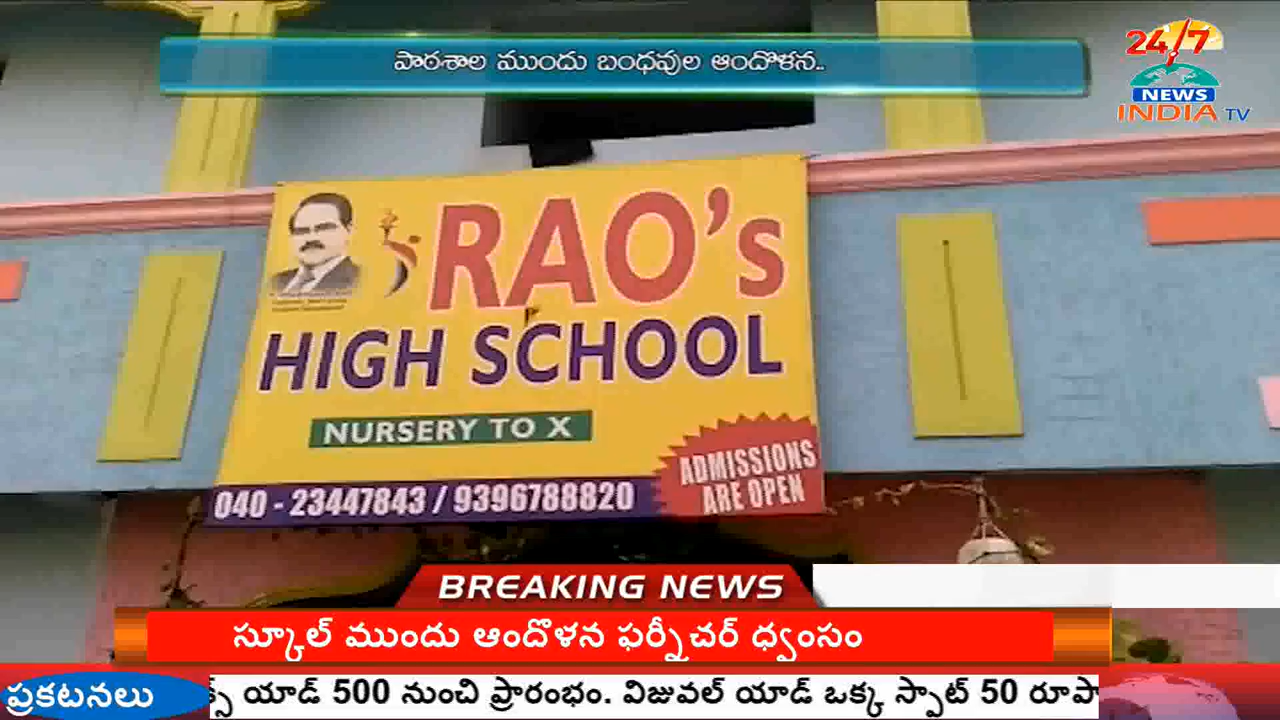 పాఠశాల ముందు బంధవుల ఆందోళన..
24/7
NEWS
INDIA TV
RAO's
HIGH SCHOOL
NURSERY TO X
ADMISSIONS
ARE OPEN
040 - 23447843 / 9396788820
BREAKING NEWS
స్కూల్ ముందు ఆందోళన ఫర్నీచర్ ధ్వంసం
ప్రకటనలు
క్స్ యాడ్ 500 నుంచి ప్రారంభం. విజువల్ యాడ్ ఒక్క స్పాట్ 50 రూపా